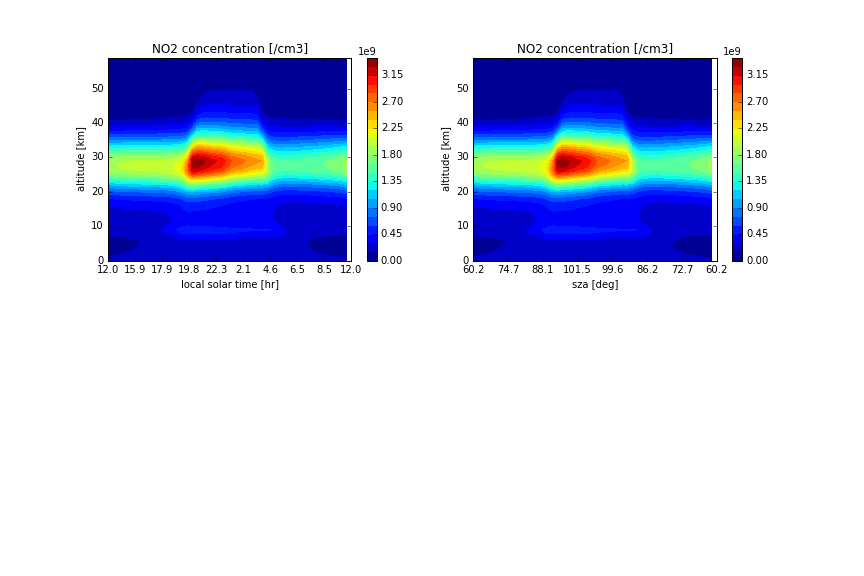 NO2 concentration [/cm3]
1e9
50
40
30
20
10
0
altitude [km]
12.0 15.9 17.9 19.8 22.3 2.1 4.6 6.5 8.5 12.0
local solar time [hr]
3.15
2.70
2.25
1.80
1.35
0.90
0.45
0.00
NO2 concentration [/cm3]
1e9
50
40
30
20
10
0
altitude [km]
60.2 74.7 88.1 101.5 99.6 86.2 72.7 60.2
sza [deg]
3.15
2.70
2.25
1.80
1.35
0.90
0.45
0.00